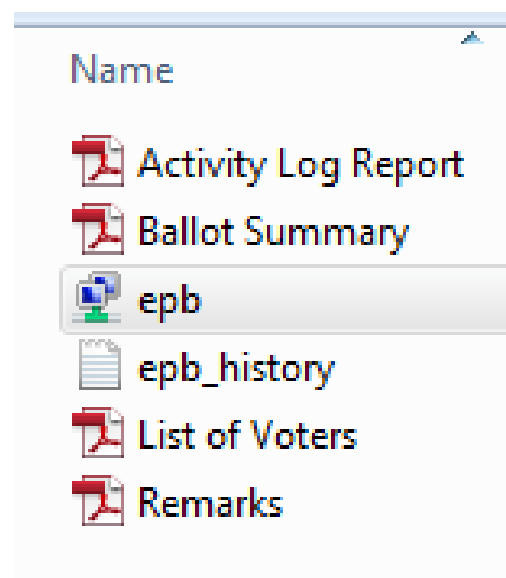 Name
Activity Log Report
Ballot Summary
epb
epb_history
List of Voters
Remarks